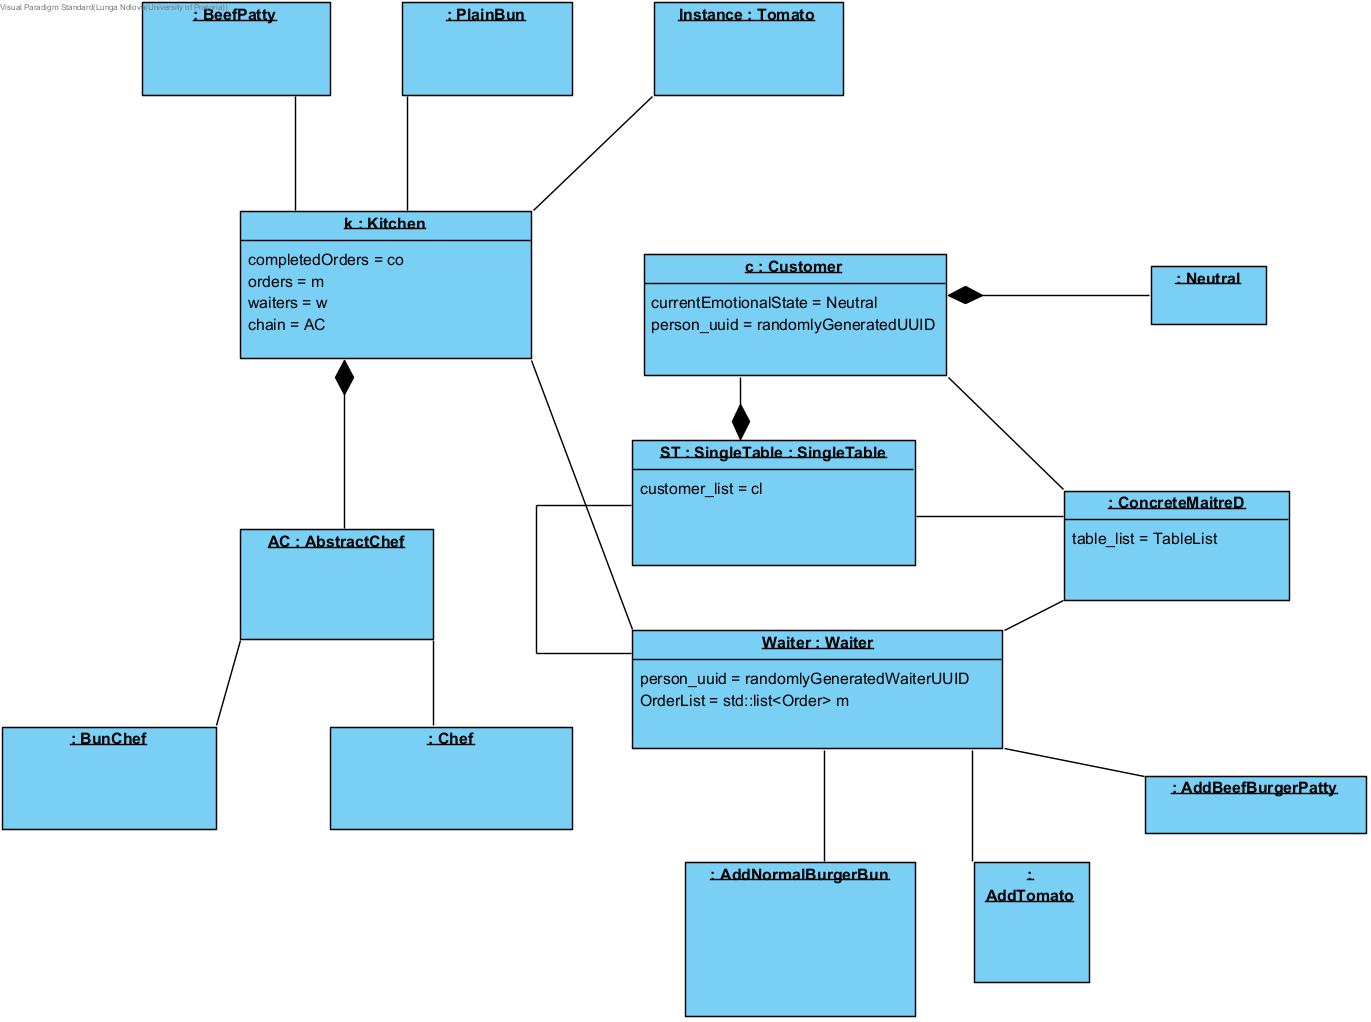 Visual Paradigm Standard(Lunga Ndlovu(University of Pretoria))
: BeefPatty
: PlainBun
Instance : Tomato
k : Kitchen
completedOrders = co
orders = m
waiters = w
chain = AC
c : Customer
currentEmotionalState = Neutral
person_uuid = randomlyGeneratedUUID
: Neutral
ST : SingleTable : SingleTable
customer_list = cl
: ConcreteMaitreD
table_list = TableList
AC : AbstractChef
Waiter : Waiter
person_uuid = randomlyGeneratedWaiterUUID
OrderList = std::list<Order> m
: BunChef
: Chef
: AddBeefBurgerPatty
: AddNormalBurgerBun
:
AddTomato